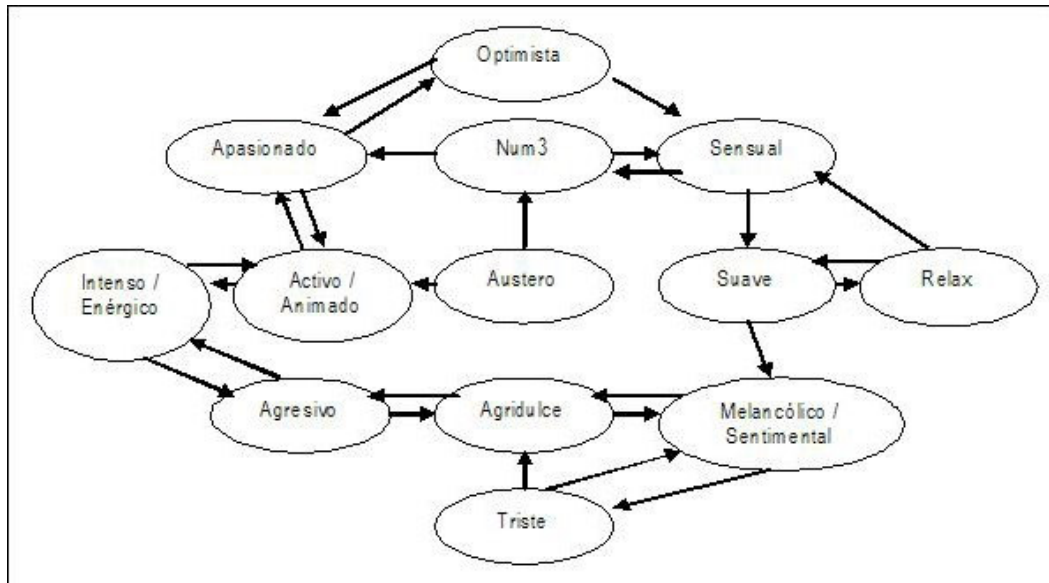 Optimista
Apasionado
Num3
Sensual
Intenso /
Enérgico
Activo /
Animado
Austero
Suave
Relax
Agresivo
Agridulce
Melancólico /
Sentimental
Triste